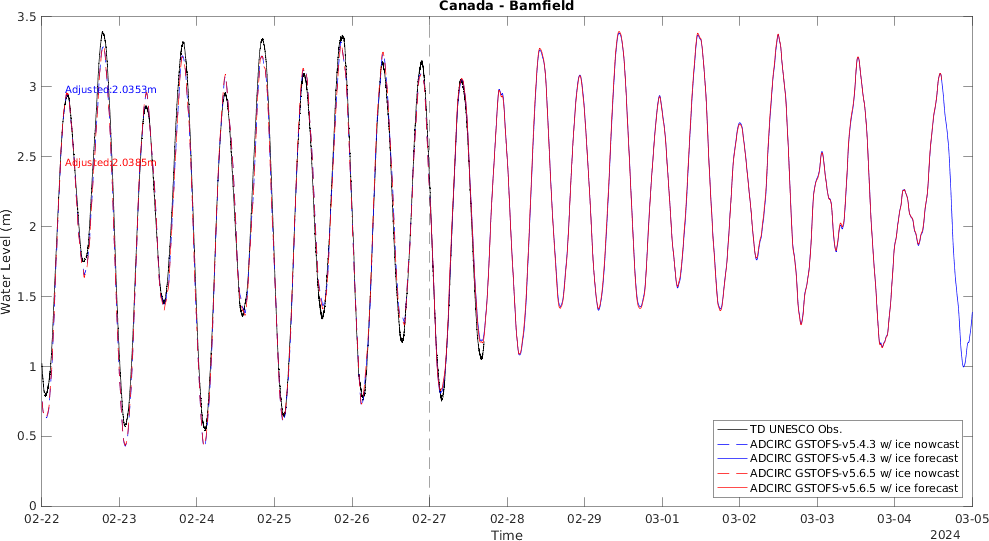 Canada - Bamfield
3.5
3
2.5
2
1.5
1
0.5
0
Water Level (m)
Adjusted:2.0353m
Adjusted:2.0385m
TD UNESCO Obs.
ADCIRC GSTOFS-v5.4.3 w/ ice nowcast
ADCIRC GSTOFS-v5.4.3 w/ ice forecast
ADCIRC GSTOFS-v5.6.5 w/ ice nowcast
ADCIRC GSTOFS-v5.6.5 w/ ice forecast
02-22 02-23 02-24 02-25 02-26 02-27 02-28 02-29 03-01 03-02 03-03 03-04 03-05
Time
2024